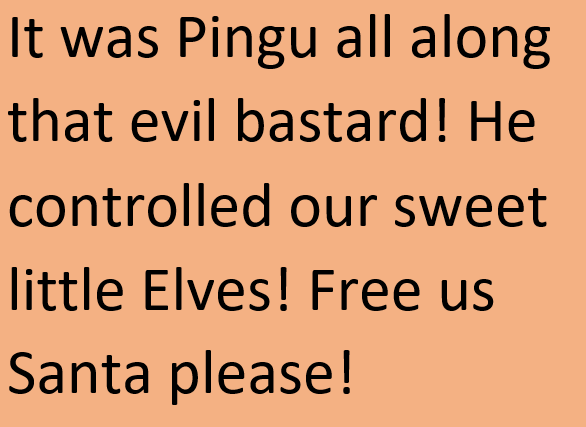 It was Pingu all along
that evil bastard! He
controlled our sweet
little Elves! Free us
Santa please!